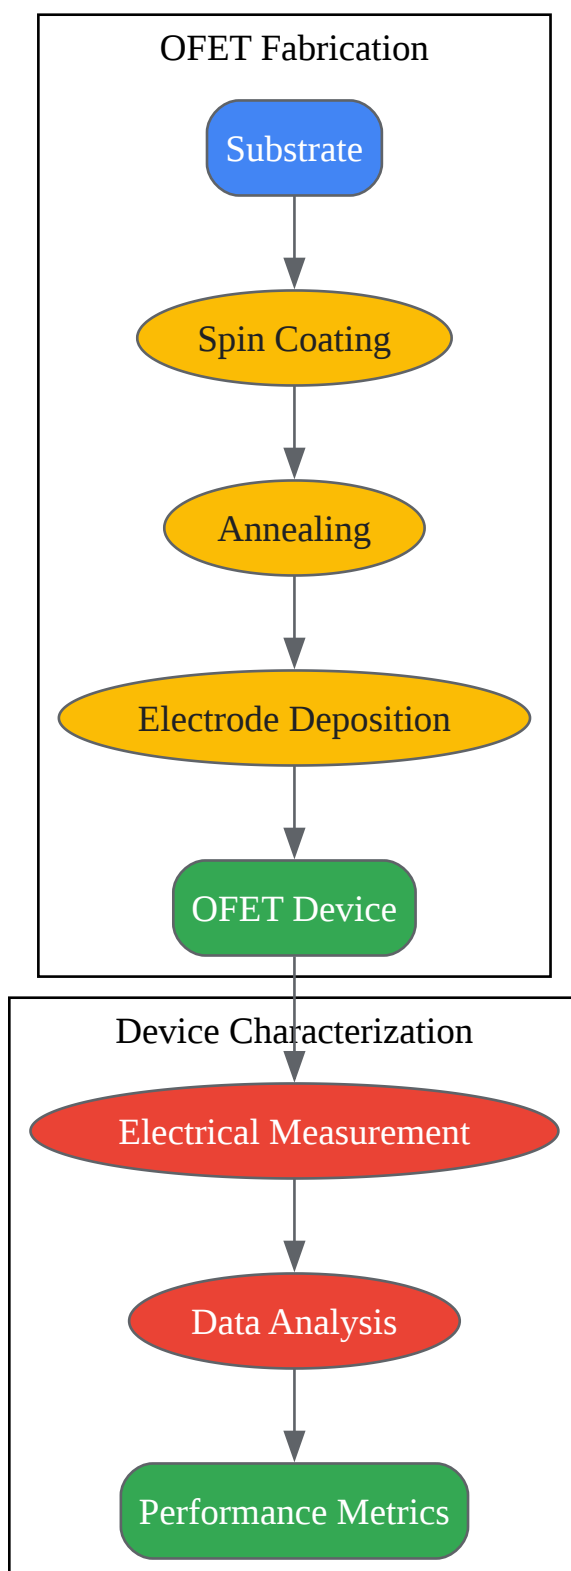 OFET Fabrication
Substrate
Spin Coating
Annealing
Electrode Deposition
OFET Device
Device Characterization
Electrical Measurement
Data Analysis
Performance Metrics